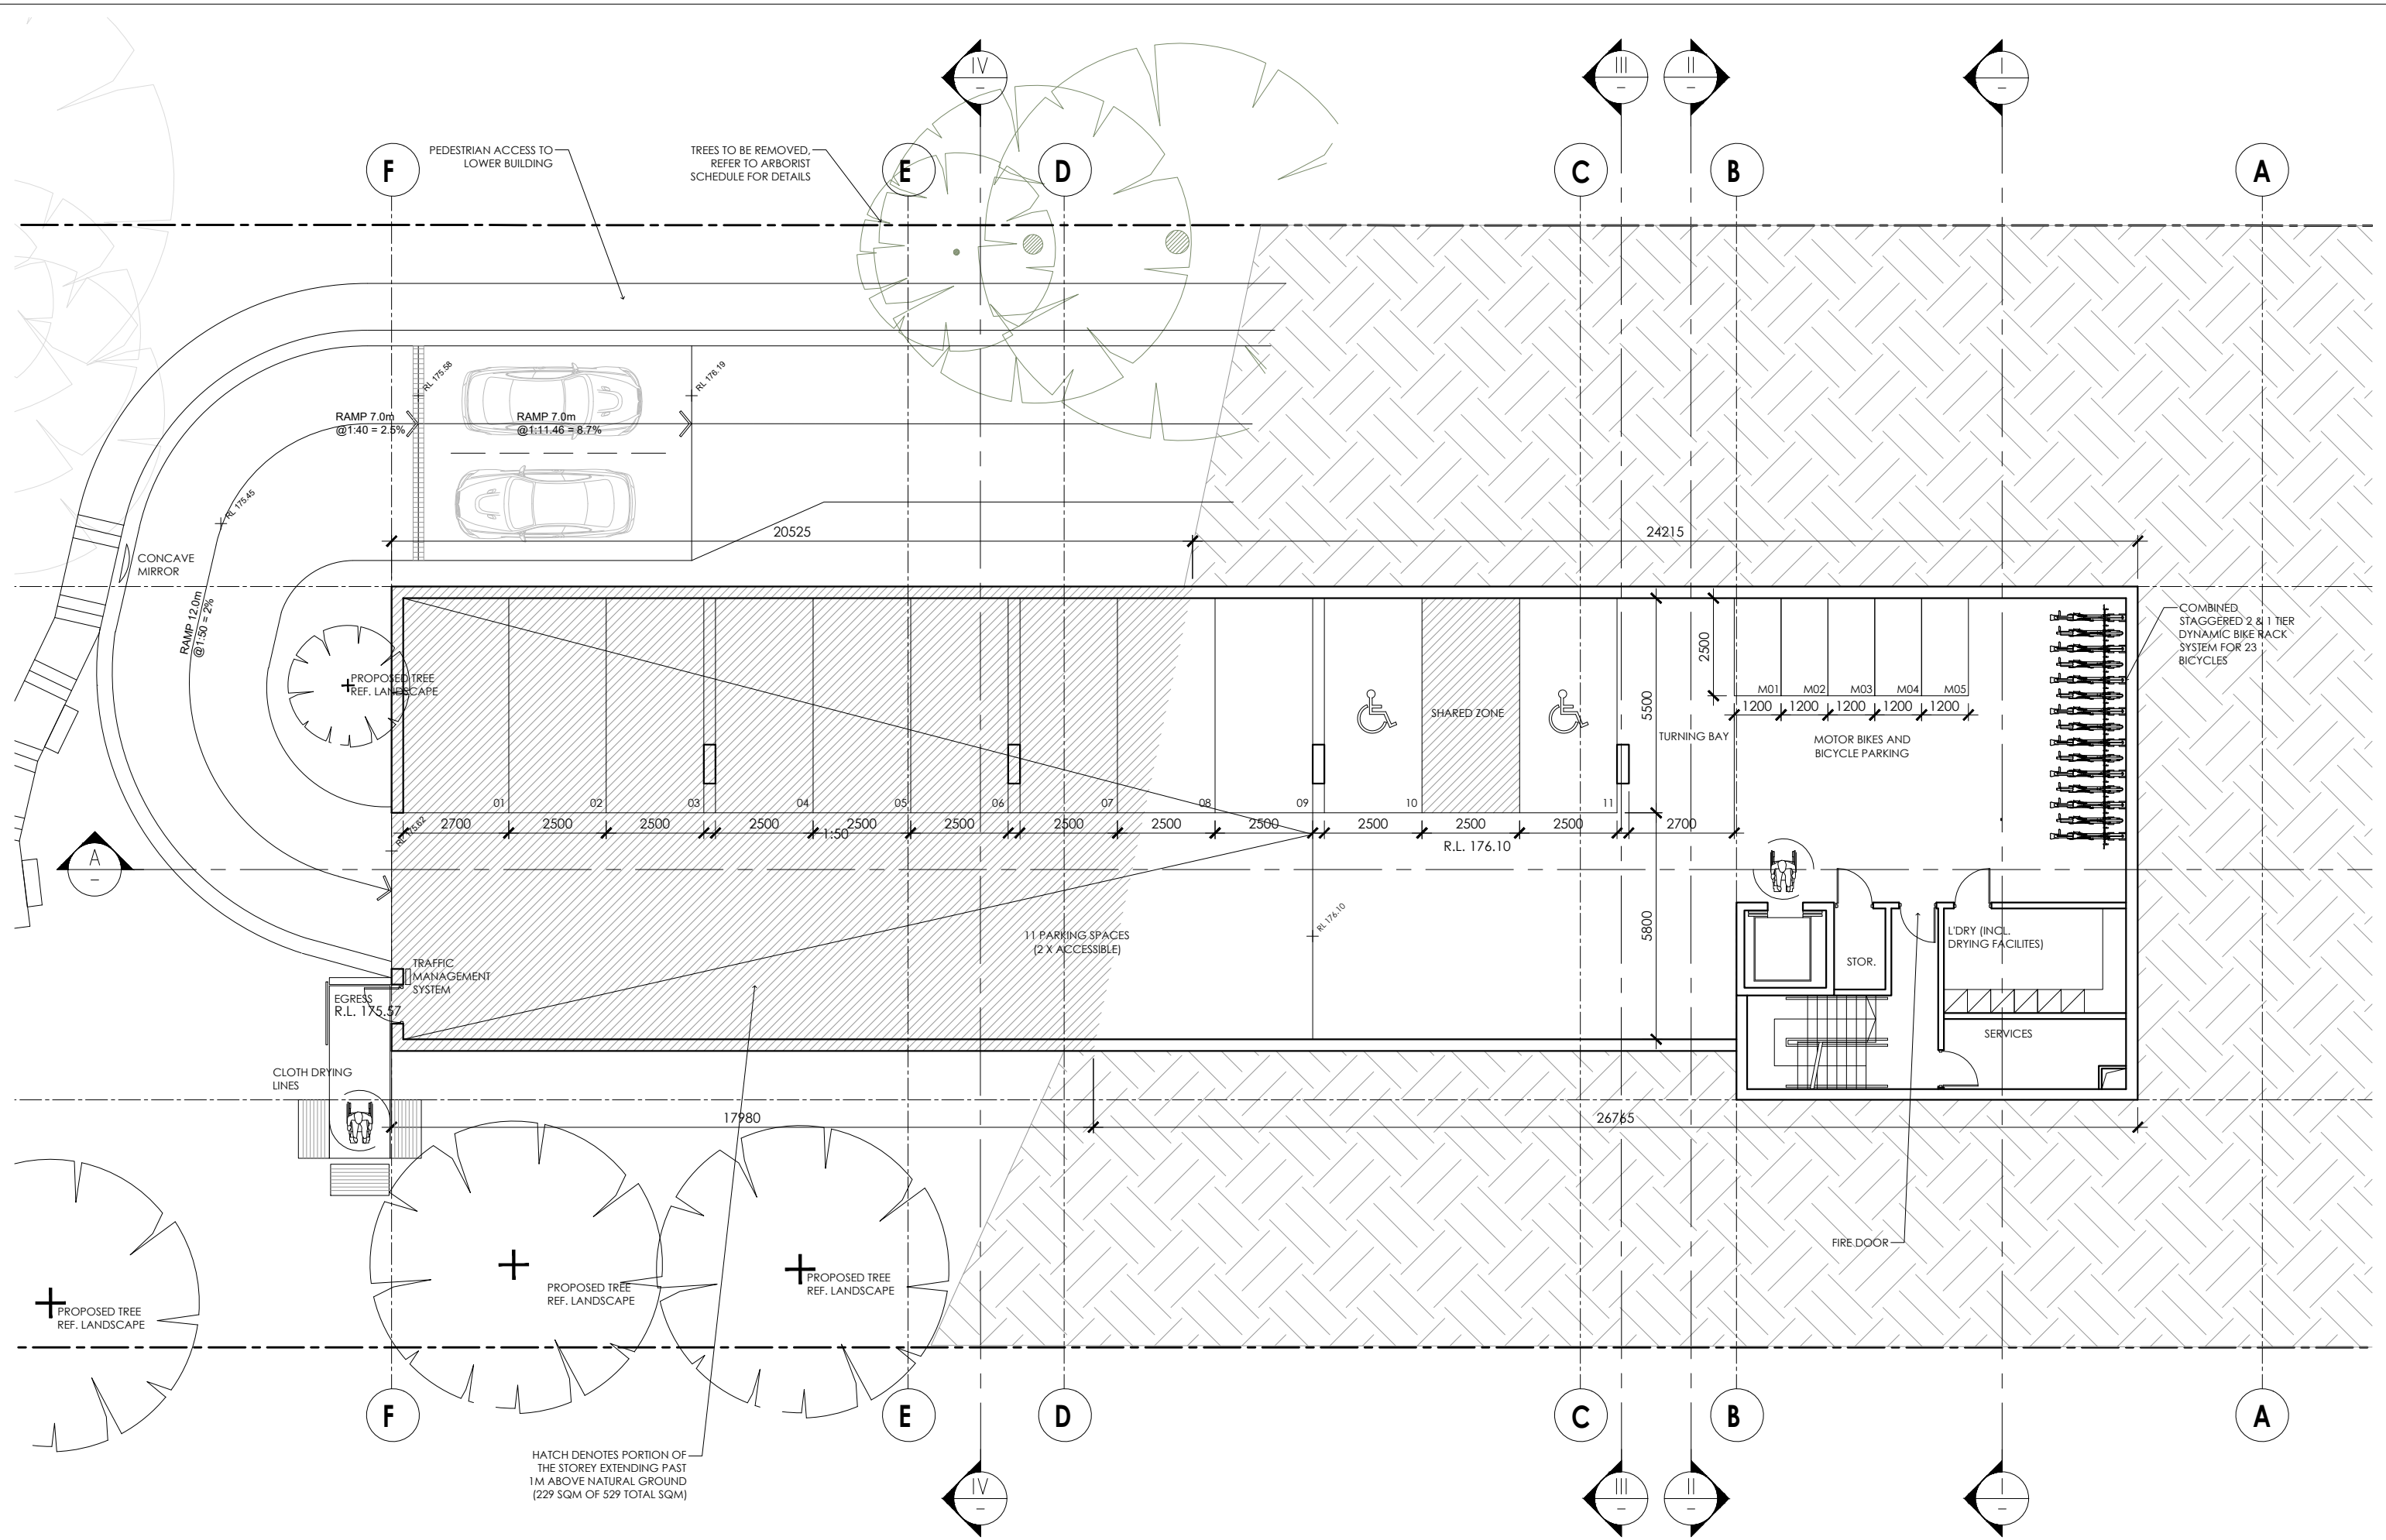 IV
–
III
–
II
–
I
–
F
PEDESTRIAN ACCESS TO
LOWER BUILDING
TREES TO BE REMOVED,
REFER TO ARBORIST
SCHEDULE FOR DETAILS
E
D
C
B
A
RL 175.58
RL 176.19
RAMP 7.0m
@1:40 = 2.5%
RAMP 7.0m
@1:11.46 = 8.7%
RL 175.45
20525
24215
CONCAVE
MIRROR
RAMP 12.0m
@1:50 = 2%
COMBINED
STAGGERED 2 & 1 TIER
DYNAMIC BIKE RACK
SYSTEM FOR 23
BICYCLES
2500
PROPOSED TREE
REF. LANDSCAPE
M01
M02
M03
M04
M05
1200
1200
1200
1200
1200
SHARED ZONE
5500
TURNING BAY
MOTOR BIKES AND
BICYCLE PARKING
01
02
03
04
05
06
07
08
09
10
11
RL 175.62
2700
2500
2500
2500
1:50
2500
2500
2500
2500
2500
2500
2500
2500
2700
R.L. 176.10
A
–
RL 176.10
5800
11 PARKING SPACES
(2 X ACCESSIBLE)
L'DRY (INCL.
DRYING FACILITES)
STOR.
TRAFFIC
MANAGEMENT
SYSTEM
EGRESS
R.L. 175.57
SERVICES
CLOTH DRYING
LINES
17980
26765
FIRE DOOR
PROPOSED TREE
REF. LANDSCAPE
PROPOSED TREE
REF. LANDSCAPE
PROPOSED TREE
REF. LANDSCAPE
F
E
D
C
B
A
HATCH DENOTES PORTION OF
THE STOREY EXTENDING PAST
1M ABOVE NATURAL GROUND
(229 SQM OF 529 TOTAL SQM)
IV
–
III
–
II
–
I
–